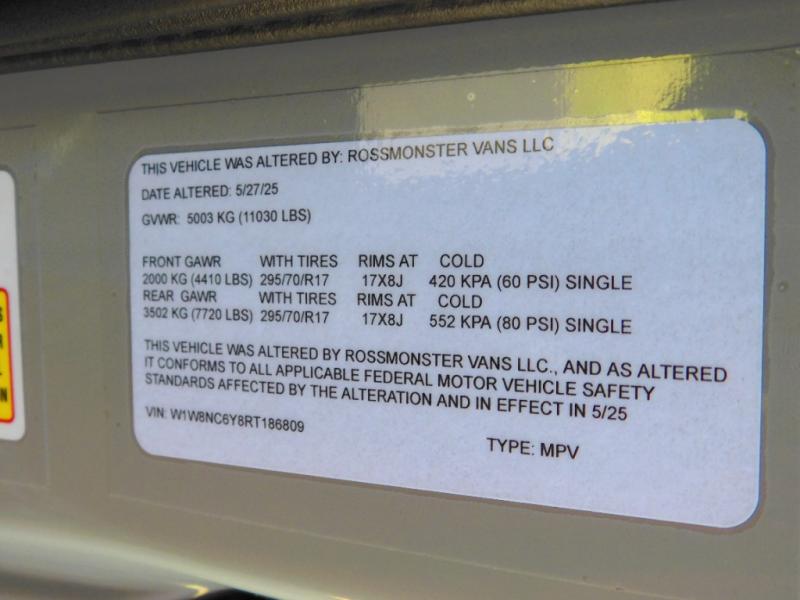 THIS VEHICLE WAS ALTERED BY: ROSSMONSTER VANS LLC
DATE ALTERED: 5/27/25
GVWR: 5003 KG (11030 LBS)
FRONT GAWR WITH TIRES RIMS AT COLD
2000 KG (4410 LBS) 295/70/R17 17X8J 420 KPA (60 PSI) SINGLE
REAR GAWR WITH TIRES RIMS AT COLD
3502 KG (7720 LBS) 295/70/R17 17X8J 552 KPA (80 PSI) SINGLE
THIS VEHICLE WAS ALTERED BY ROSSMONSTER VANS LLC., AND AS ALTERED
IT CONFORMS TO ALL APPLICABLE FEDERAL MOTOR VEHICLE SAFETY
STANDARDS AFFECTED BY THE ALTERATION AND IN EFFECT IN 5/25
VIN: W1W8NC6Y8RT186809
TYPE: MPV